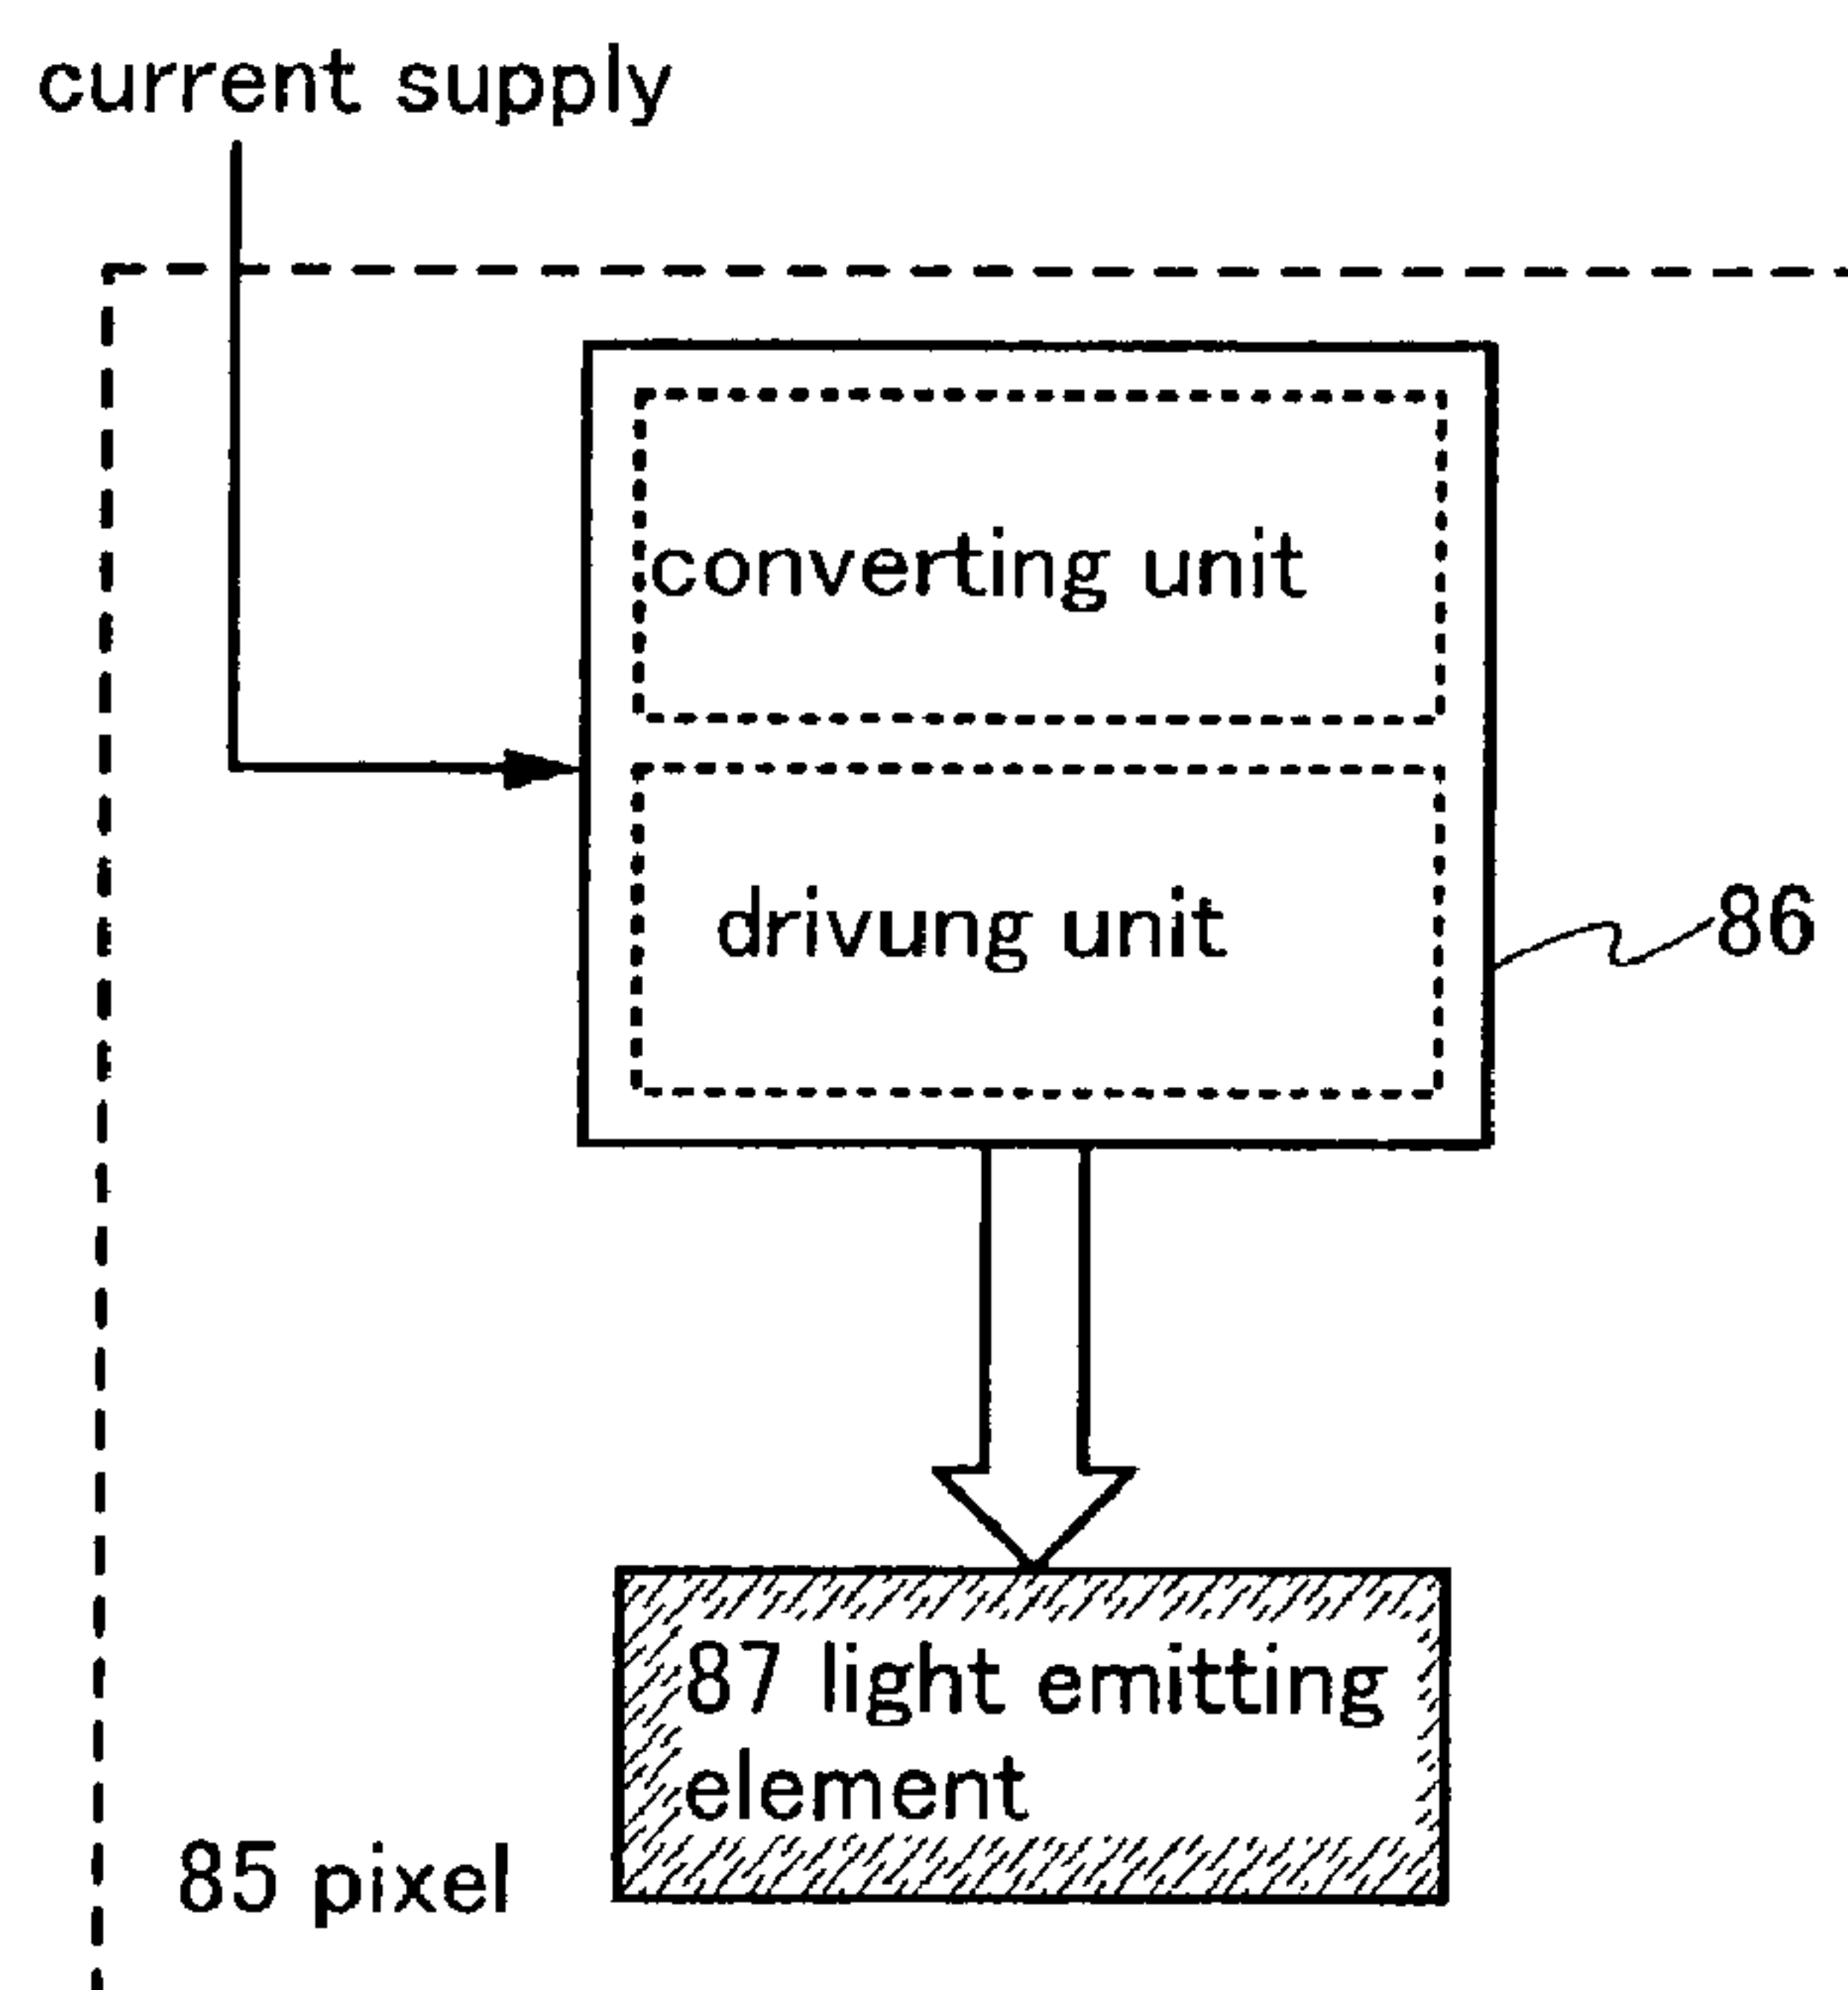 current supply
converting unit
drivung unit
86
87 light emitting
element
85 pixel